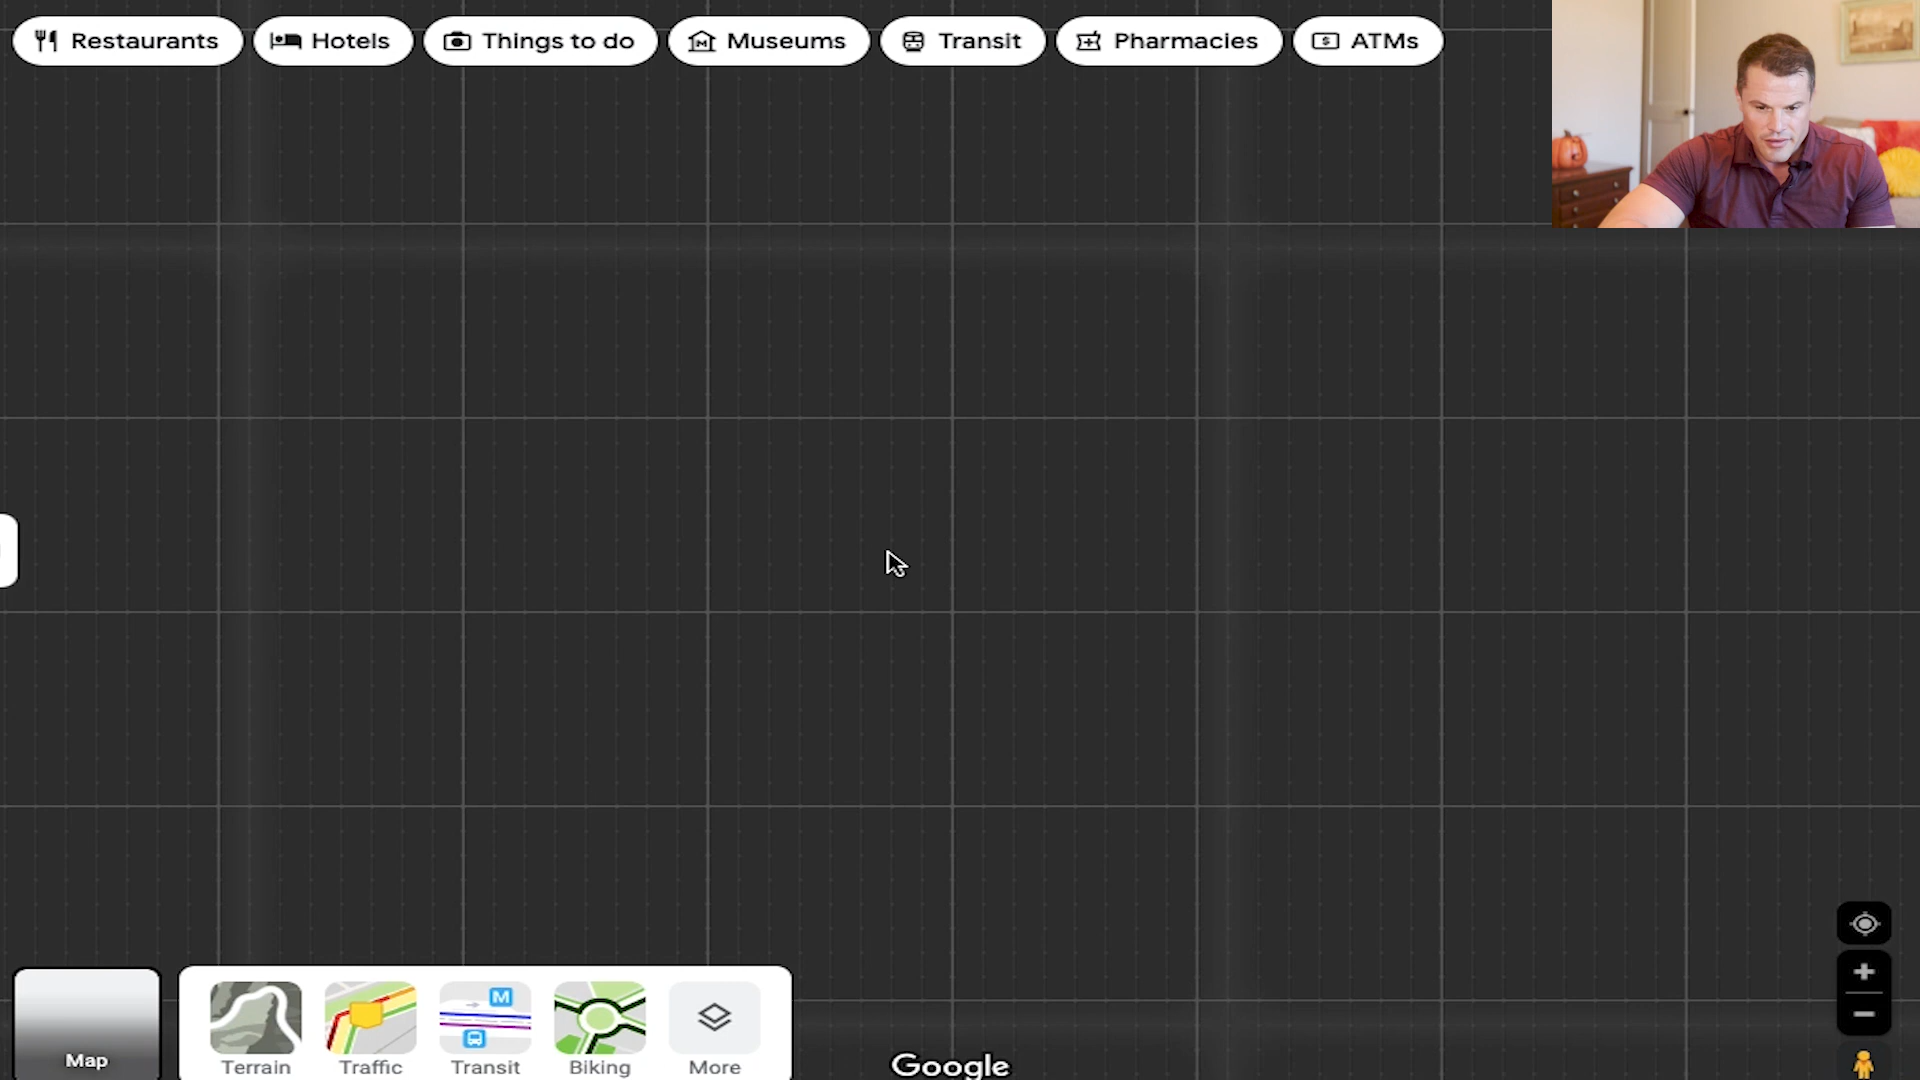 Restaurants
Hotels
Things to do
Museums
Transit
Pharmacies
ATMs
Map
Terrain
Traffic
M
Transit
Biking
More
Google